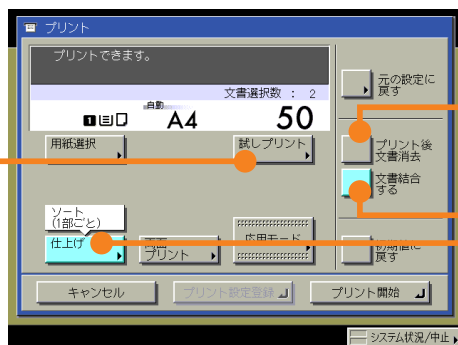 プリント
プリントできます。
文書選択数 : 2
自動
1
A4
50
元の設定に
戻す
用紙選択
試しプリント
プリント後
文書消去
文書結合
する
ソート
(1部ごと)
仕上げ
両面
プリント
応用モード
初期値に
戻す
キャンセル
プリント設定登録
プリント開始
システム状況/中止